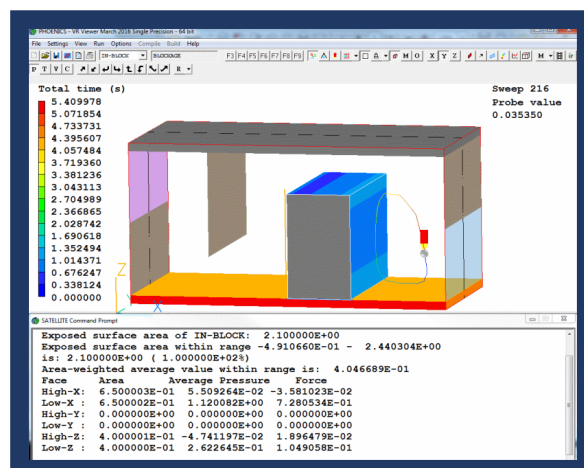 PHOENICS - VR Viewer March 2016 Single Precision - 64 bit
File Settings View Run Options Compile Build Help
IN-BLOCK BLOCKAGE F3 F4 F5 F6 F7 F8 F9 A M O X Y Z M
P T V C R
Total time (s)
Sweep 216
Probe value
0.035350
5.409978
5.071854
4.733731
4.395607
4.057484
3.719360
3.381236
3.043113
2.704989
2.366865
2.028742
1.690618
1.352494
1.014371
0.676247
0.338124
0.000000
Z
X
SATELLITE Command Prompt
Exposed surface area of IN-BLOCK: 2.100000E+00
Exposed surface area within range -4.910660E-01 - 2.440304E+00
is: 2.100000E+00 ( 1.000000E+02%)
Area-weighted average value within range is: 4.046689E-01
Face Area Average Pressure Force
High-X: 6.500003E-01 5.509264E-02 -3.581023E-02
Low-X : 6.500002E-01 1.120082E+00 7.280534E-01
High-Y: 0.000000E+00 0.000000E+00 0.000000E+00
Low-Y : 0.000000E+00 0.000000E+00 0.000000E+00
High-Z: 4.000001E-01 -4.741197E-02 1.896479E-02
Low-Z : 4.000001E-01 2.622645E-01 1.049058E-01